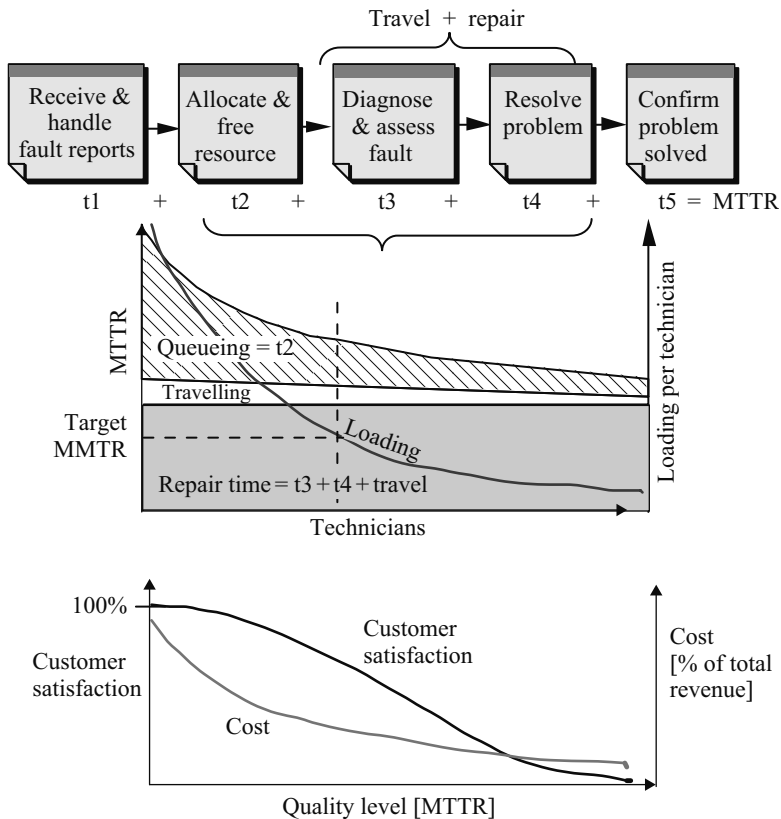 Travel + repair
Receive &
handle
fault reports
Allocate &
free
resource
Diagnose
& assess
fault
Resolve
problem
Confirm
problem
solved
t1 + t2 + t3 + t4 + t5 = MTTR
MTTR
Loading per technician
Queueing = t2
Travelling
Target
MMTR
Loading
Repair time = t3 + t4 + travel
Technicians
100%
Customer
satisfaction
Customer
satisfaction
Cost
Cost
[% of total
revenue]
Quality level [MTTR]